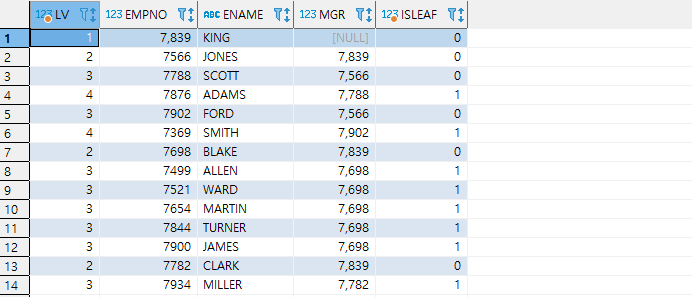 123 LV 123 EMPNO ABC ENAME 123 MGR 123 ISLEAF
1 1 7,839 KING [NULL] 0
2 2 7566 JONES 7,839 0
3 3 7788 SCOTT 7,566 0
4 4 7876 ADAMS 7,788 1
5 3 7902 FORD 7,566 0
6 4 7369 SMITH 7,902 1
7 2 7698 BLAKE 7,839 0
8 3 7499 ALLEN 7,698 1
9 3 7521 WARD 7,698 1
10 3 7654 MARTIN 7,698 1
11 3 7844 TURNER 7,698 1
12 3 7900 JAMES 7,698 1
13 2 7782 CLARK 7,839 0
14 3 7934 MILLER 7,782 1